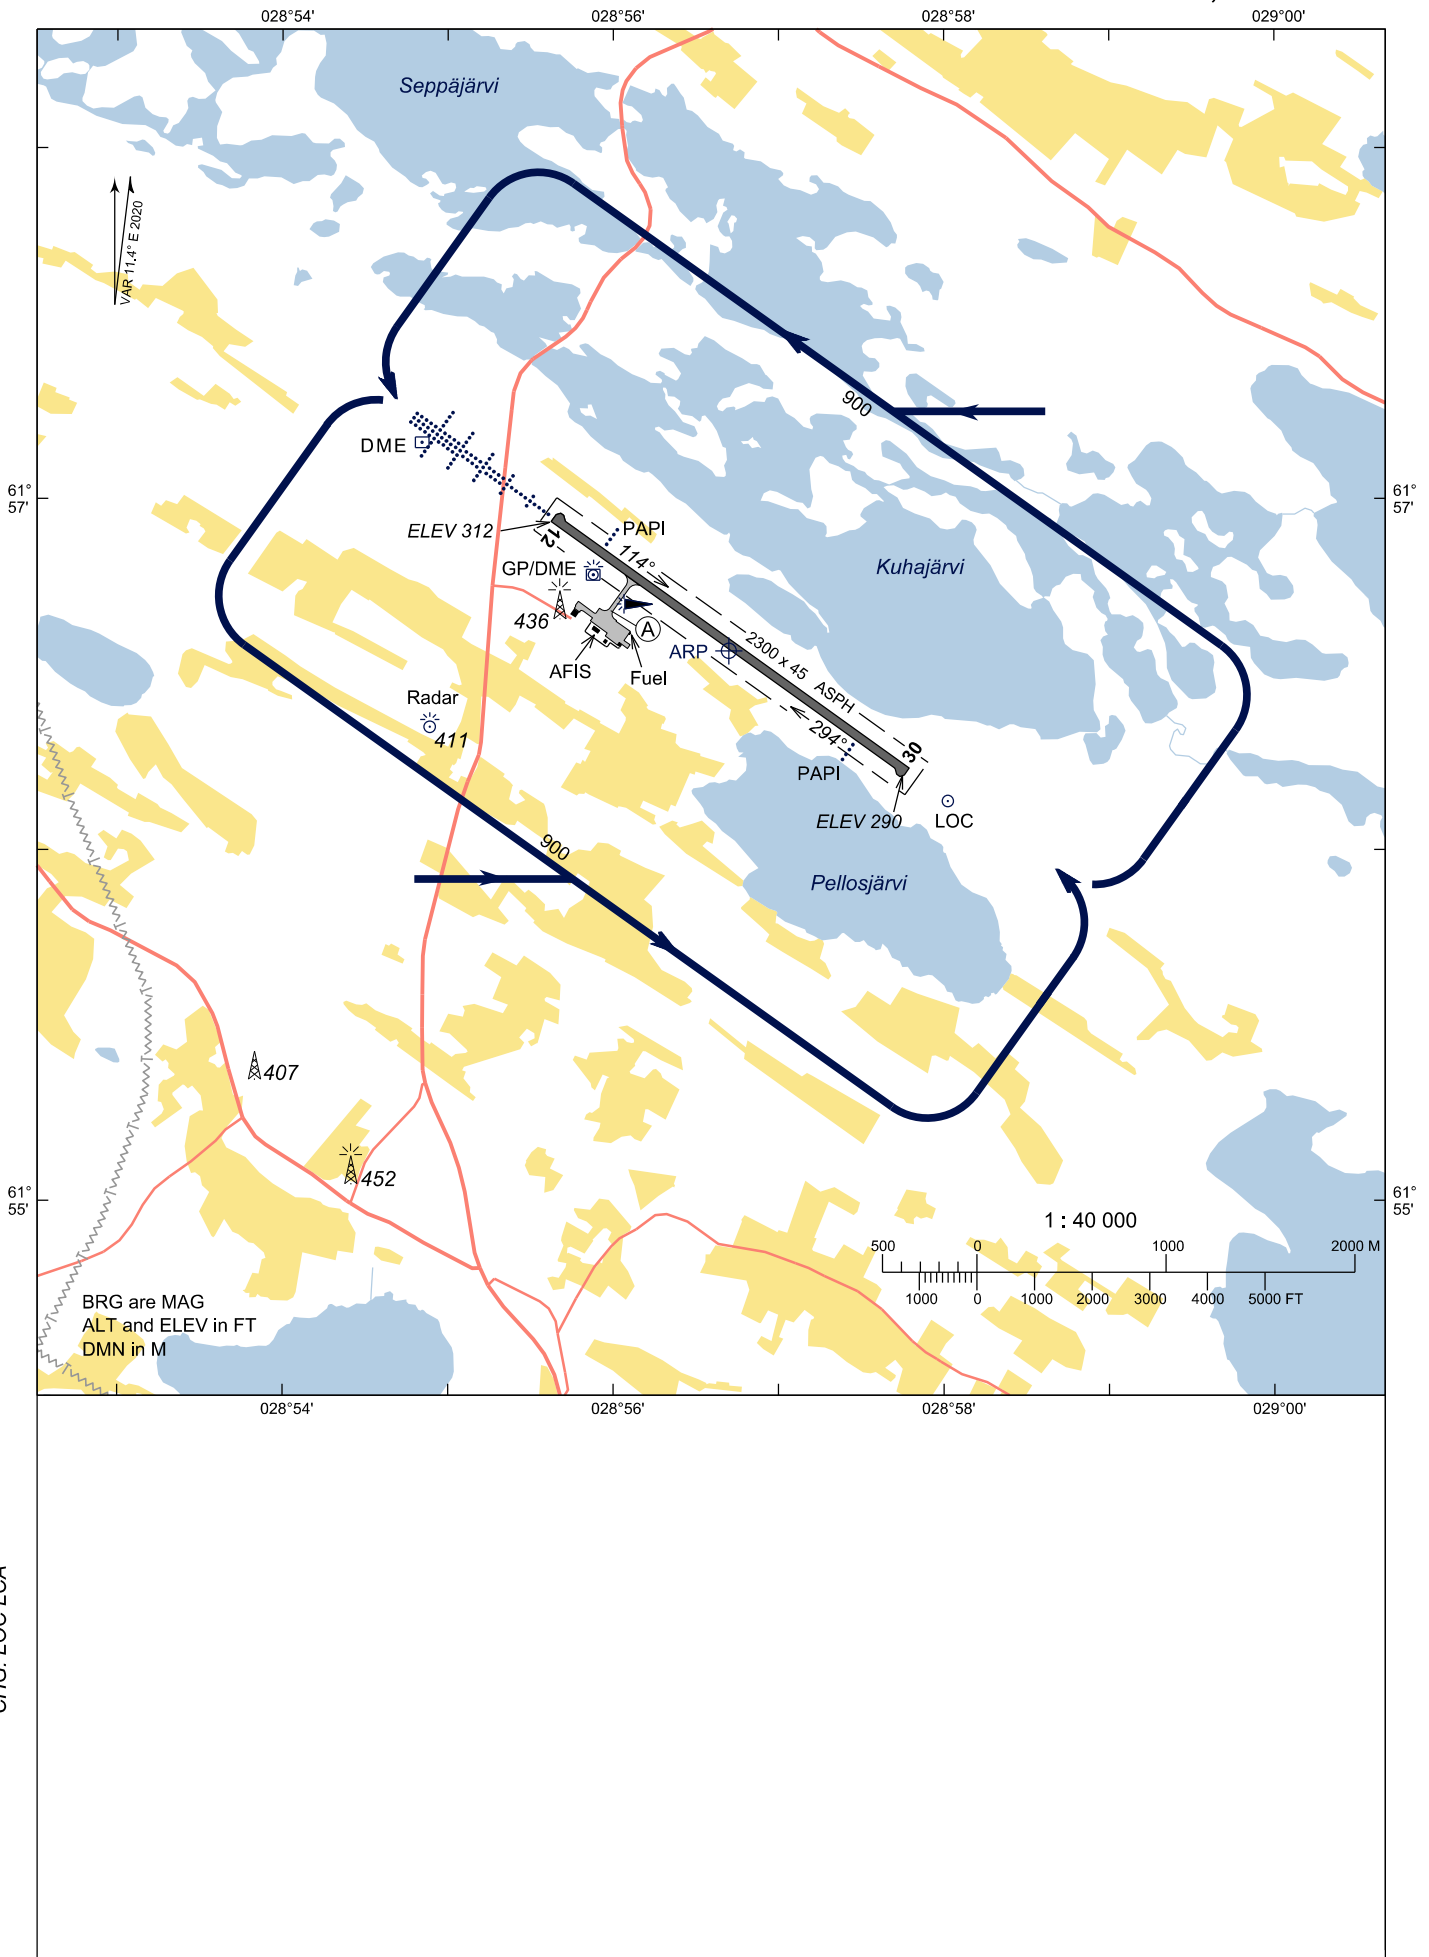 028°54'
028°56'
028°58'
029°00'
Seppäjärvi
VAR 11.4° E 2020
900
DME
61°
57'
61°
57'
ELEV 312
12
PAPI
114°
GP/DME
Kuhajärvi
436
A
ARP
2300 x 45 ASPH
AFIS
Fuel
Radar
411
294°
30
PAPI
ELEV 290
LOC
900
Pellosjärvi
407
452
61°
55'
61°
55'
1 : 40 000
500
0
1000
2000 M
1000
0
1000
2000
3000
4000
5000 FT
BRG are MAG
ALT and ELEV in FT
DMN in M
028°54'
028°56'
028°58'
029°00'